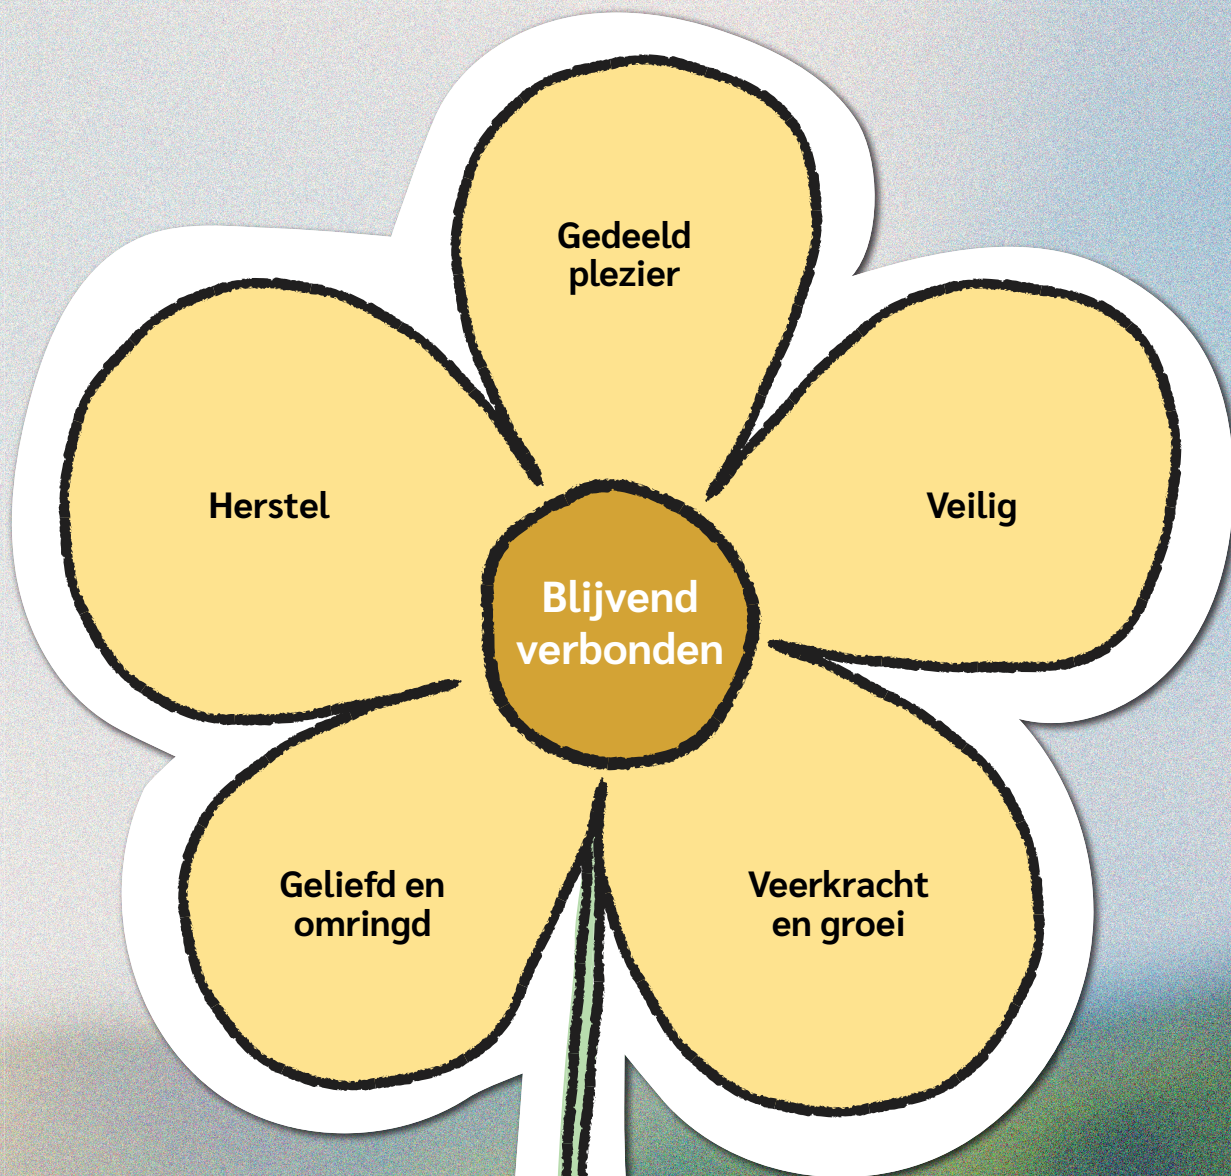 Gedeeld
plezier
Herstel
Veilig
Blijvend
verbonden
Geliefd en
omringd
Veerkracht
en groei